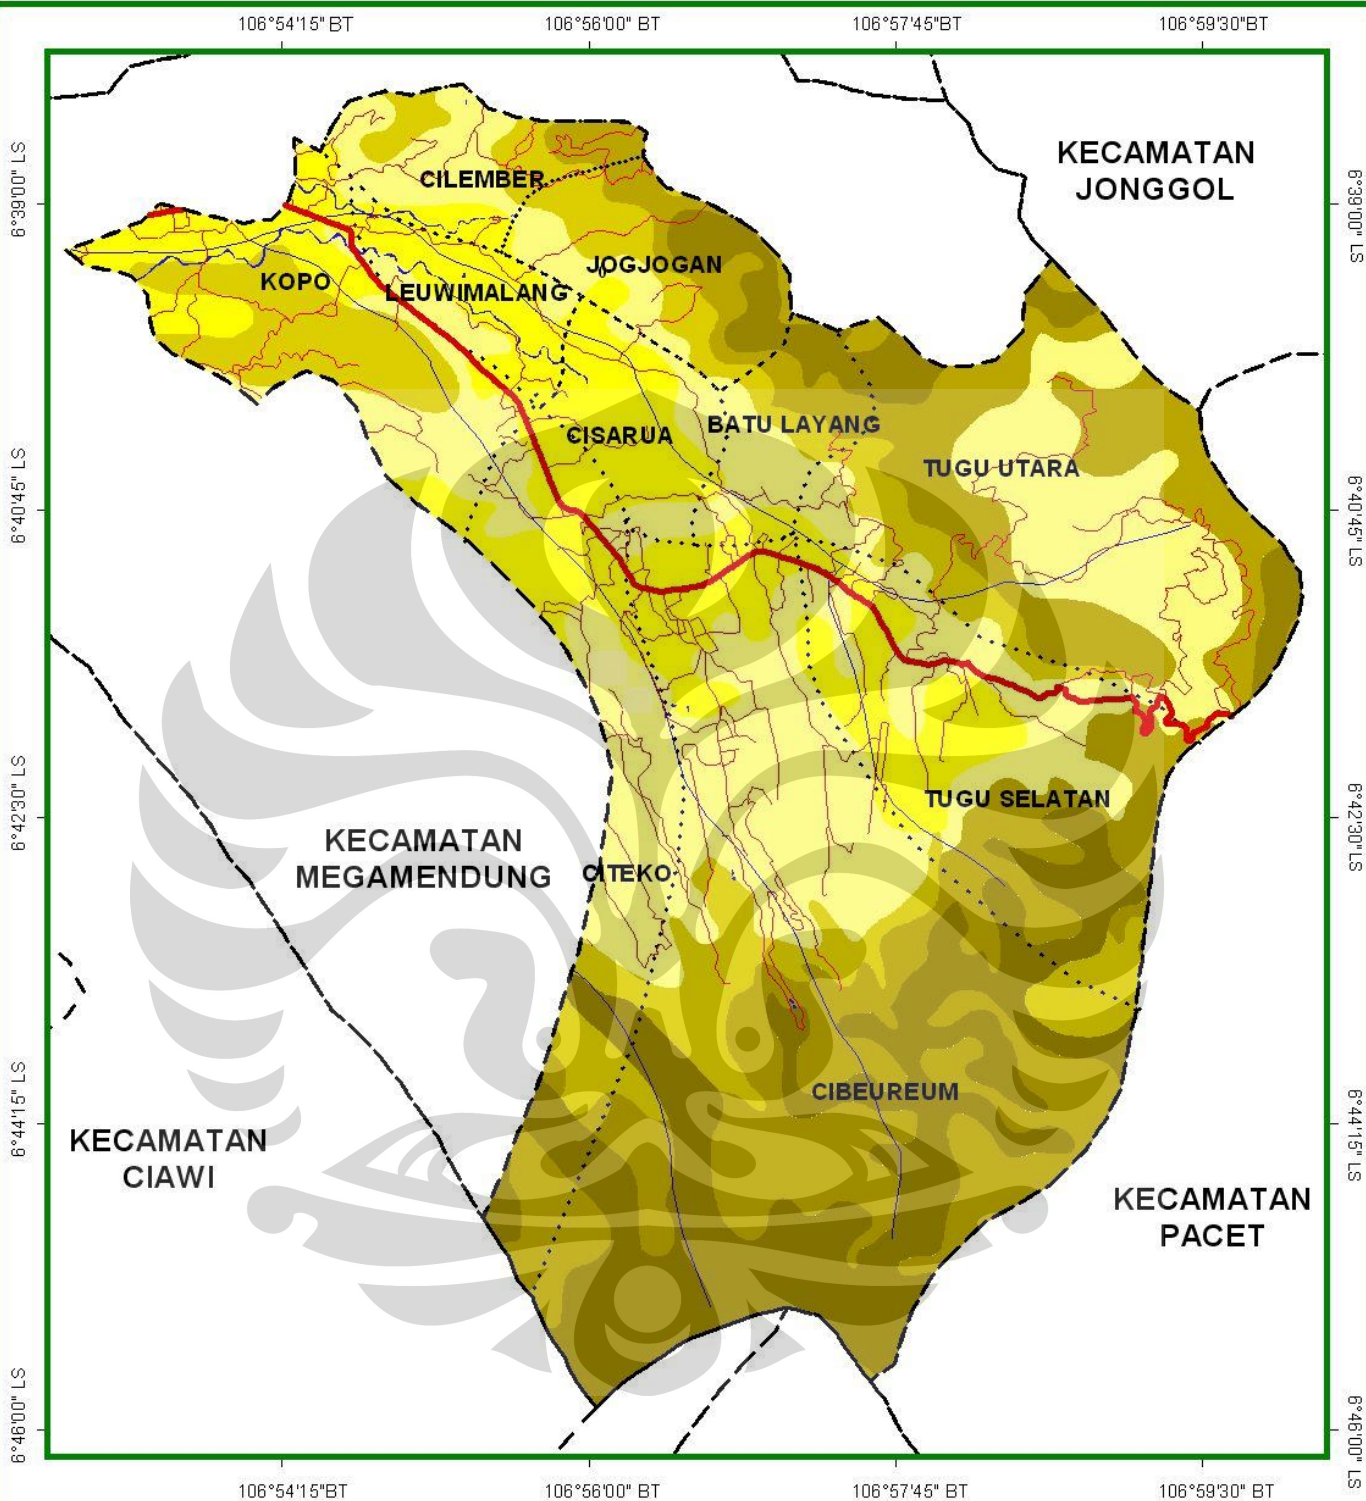 106°54'15" BT
106°56'00" BT
106°57'45" BT
106°59'30"BT
6°39'00" LS
6°39'00" LS
KECAMATAN
JONGGOL
CILEMBER
JOGJOGAN
KOPO
LEUWIMALANG
CISARUA
BATU LAYANG
TUGU UTARA
6°40'45" LS
6°40'45" LS
TUGU SELATAN
6°42'30" LS
6°42'30" LS
KECAMATAN
MEGAMENDUNG
CITEKO
CIBEUREUM
6°44'15" LS
6°44'15" LS
KECAMATAN
CIAWI
KECAMATAN
PACET
6°46'00" LS
6°46'00" LS
106°54'15"BT
106°56'00" BT
106°57'45" BT
106°59'30" BT